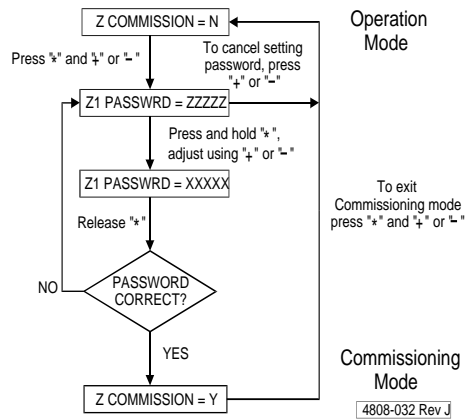 Z COMMISSION = N
Operation
Mode
Press "*" and "+" or "-"
To cancel setting
password, press
"+" or "-"
Z1 PASSWRD = ZZZZZ
Press and hold "*",
adjust using "+" or "-"
Z1 PASSWRD = XXXXX
To exit
Commissioning mode
press "*" and "+" or "-"
Release "*"
NO
PASSWORD
CORRECT?
YES
Commissioning
Mode
Z COMMISSION = Y
4808-032 Rev J